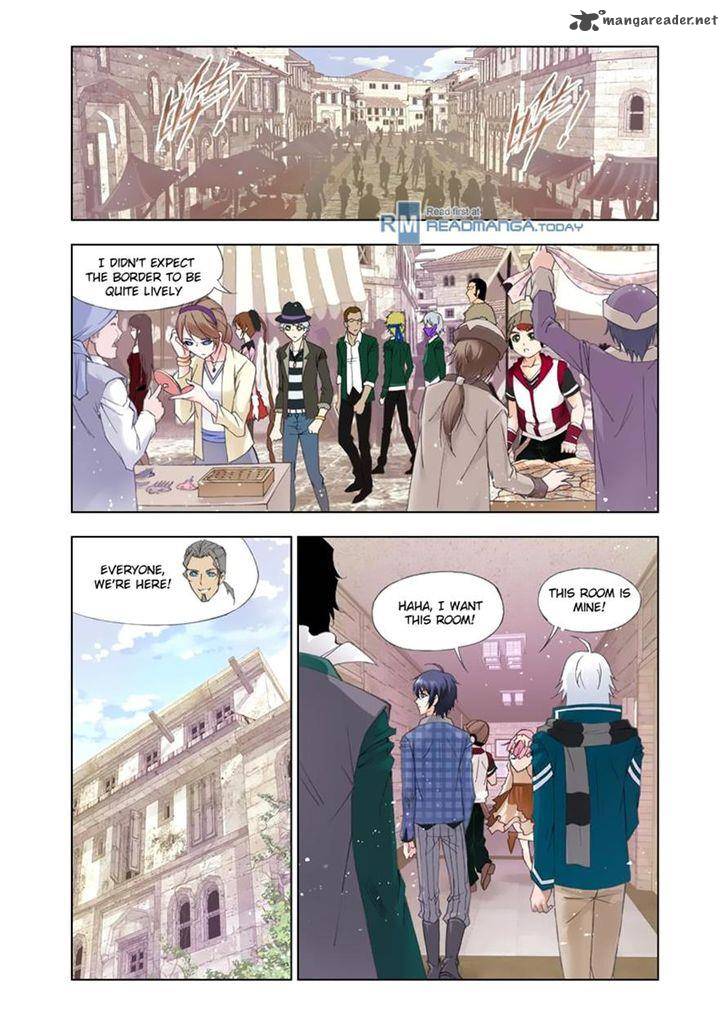 mangareader.net
Read first at
RM READMANGA.TODAY
I DIDN'T EXPECT
THE BORDER TO BE
QUITE LIVELY
EVERYONE,
WE'RE HERE!
HAHA, I WANT
THIS ROOM!
THIS ROOM IS
MINE!